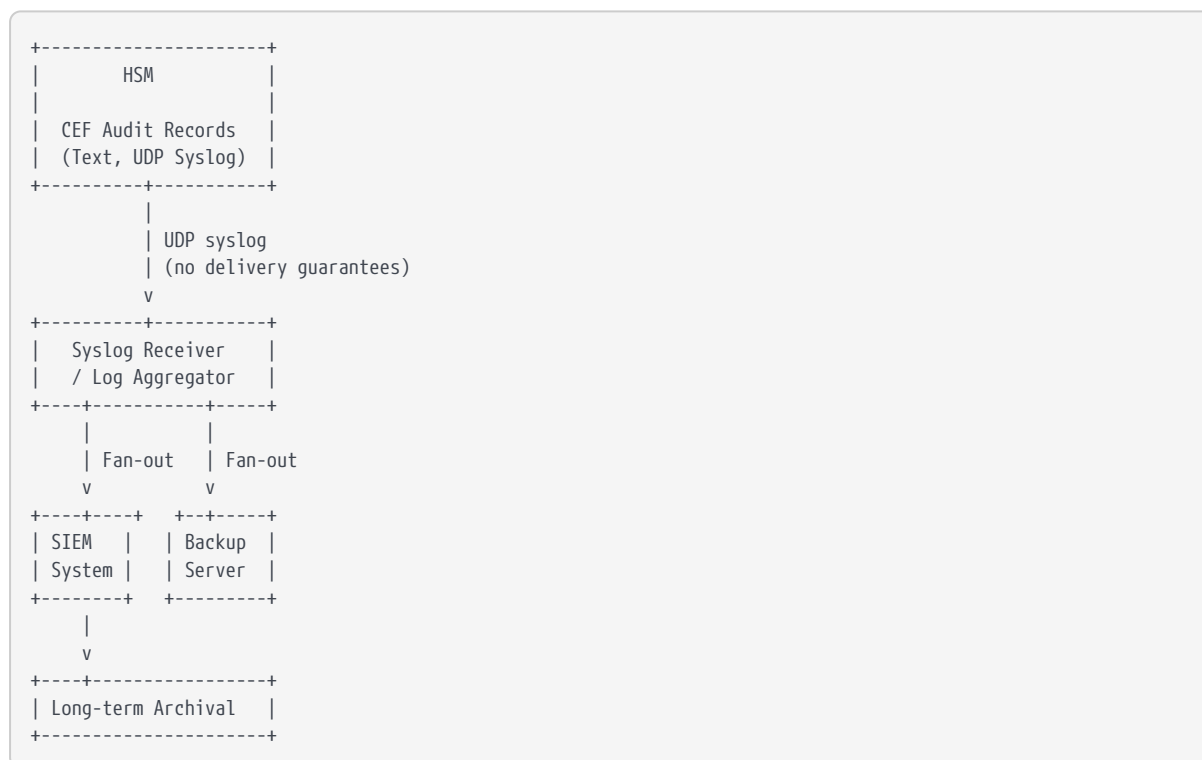 +----------------------+
|        HSM           |
|                      |
|  CEF Audit Records   |
|  (Text, UDP Syslog)  |
+----------+-----------+
           |
           | UDP syslog
           | (no delivery guarantees)
           v
+----------+-----------+
|   Syslog Receiver    |
|   / Log Aggregator   |
+----+-----------+-----+
     |           |
     | Fan-out   | Fan-out
     v           v
+----+----+   +--+-----+
| SIEM   |   | Backup  |
| System |   | Server  |
+--------+   +---------+
     |
     v
+----+-----------------+
| Long-term Archival   |
+----------------------+